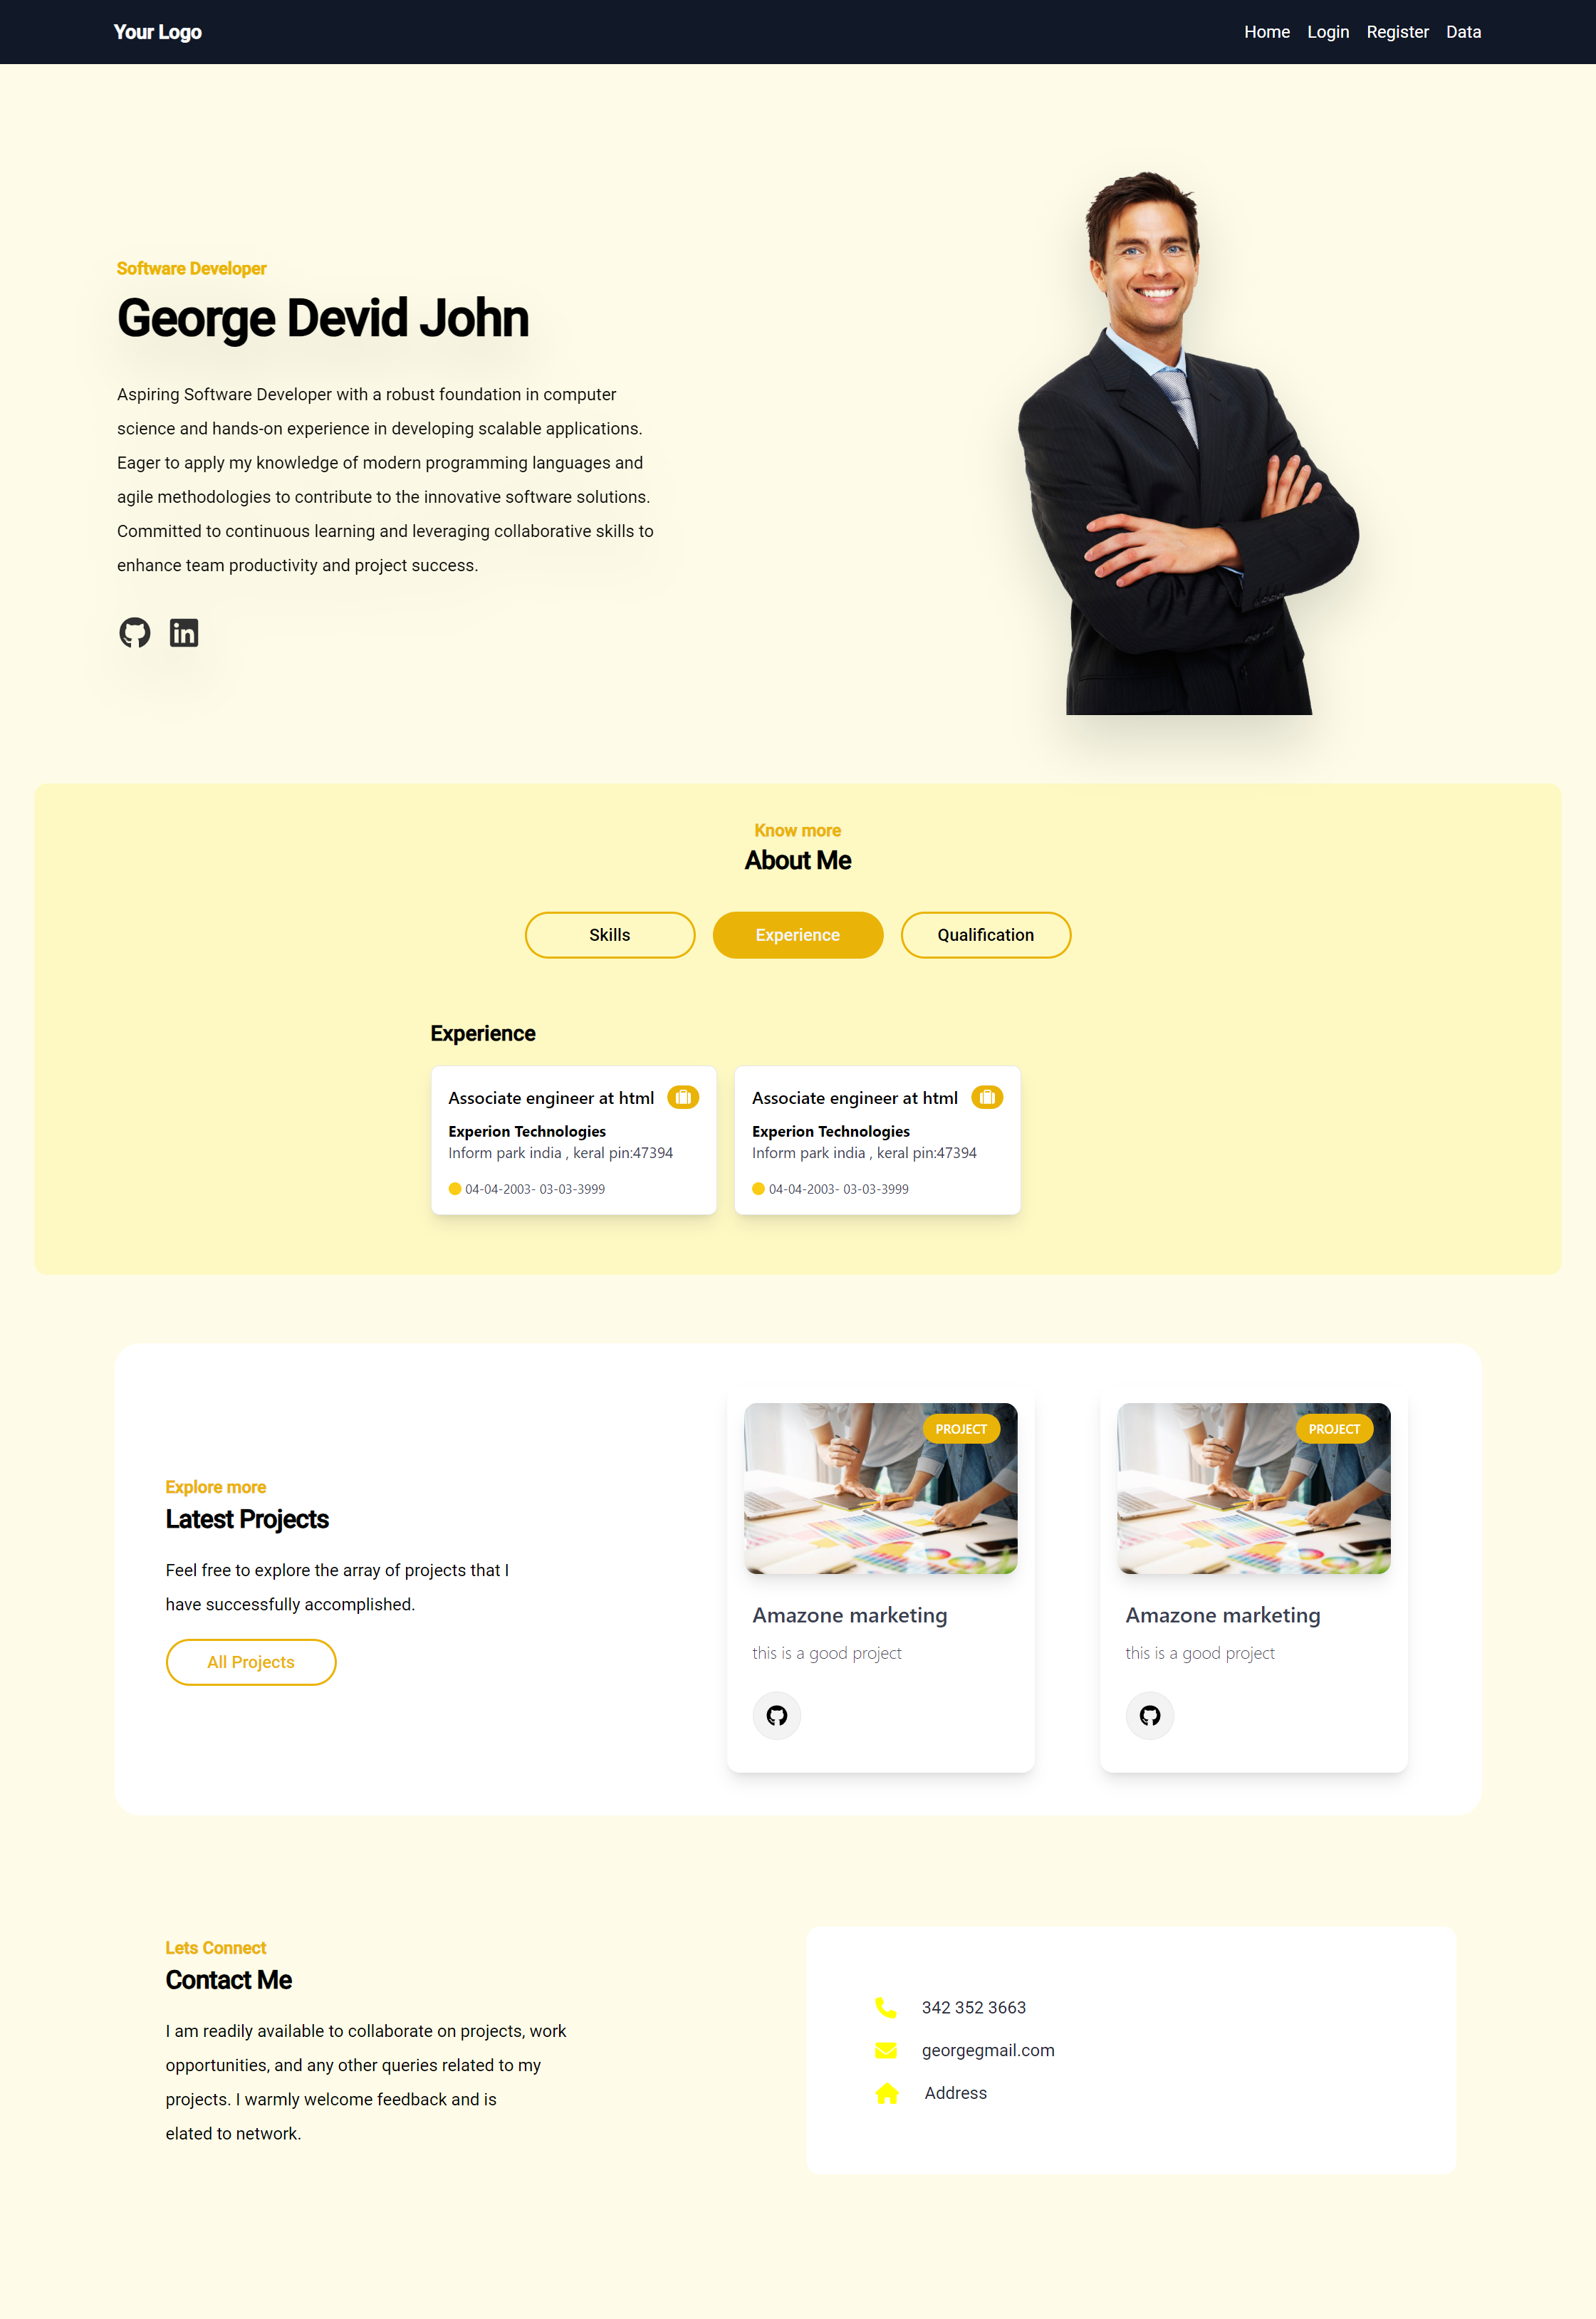 Your Logo
Home Login Register Data
Software Developer
George Devid John
Aspiring Software Developer with a robust foundation in computer
science and hands-on experience in developing scalable applications.
Eager to apply my knowledge of modern programming languages and
agile methodologies to contribute to the innovative software solutions.
Committed to continuous learning and leveraging collaborative skills to
enhance team productivity and project success.
Know more
About Me
Skills Experience Qualification
Experience
Associate engineer at html
Experion Technologies
Inform park india , keral pin:47394
04-04-2003- 03-03-3999
Associate engineer at html
Experion Technologies
Inform park india , keral pin:47394
04-04-2003- 03-03-3999
Explore more
Latest Projects
Feel free to explore the array of projects that I
have successfully accomplished.
All Projects
PROJECT
Amazone marketing
this is a good project
PROJECT
Amazone marketing
this is a good project
Lets Connect
Contact Me
I am readily available to collaborate on projects, work
opportunities, and any other queries related to my
projects. I warmly welcome feedback and is
elated to network.
342 352 3663
georgegmail.com
Address